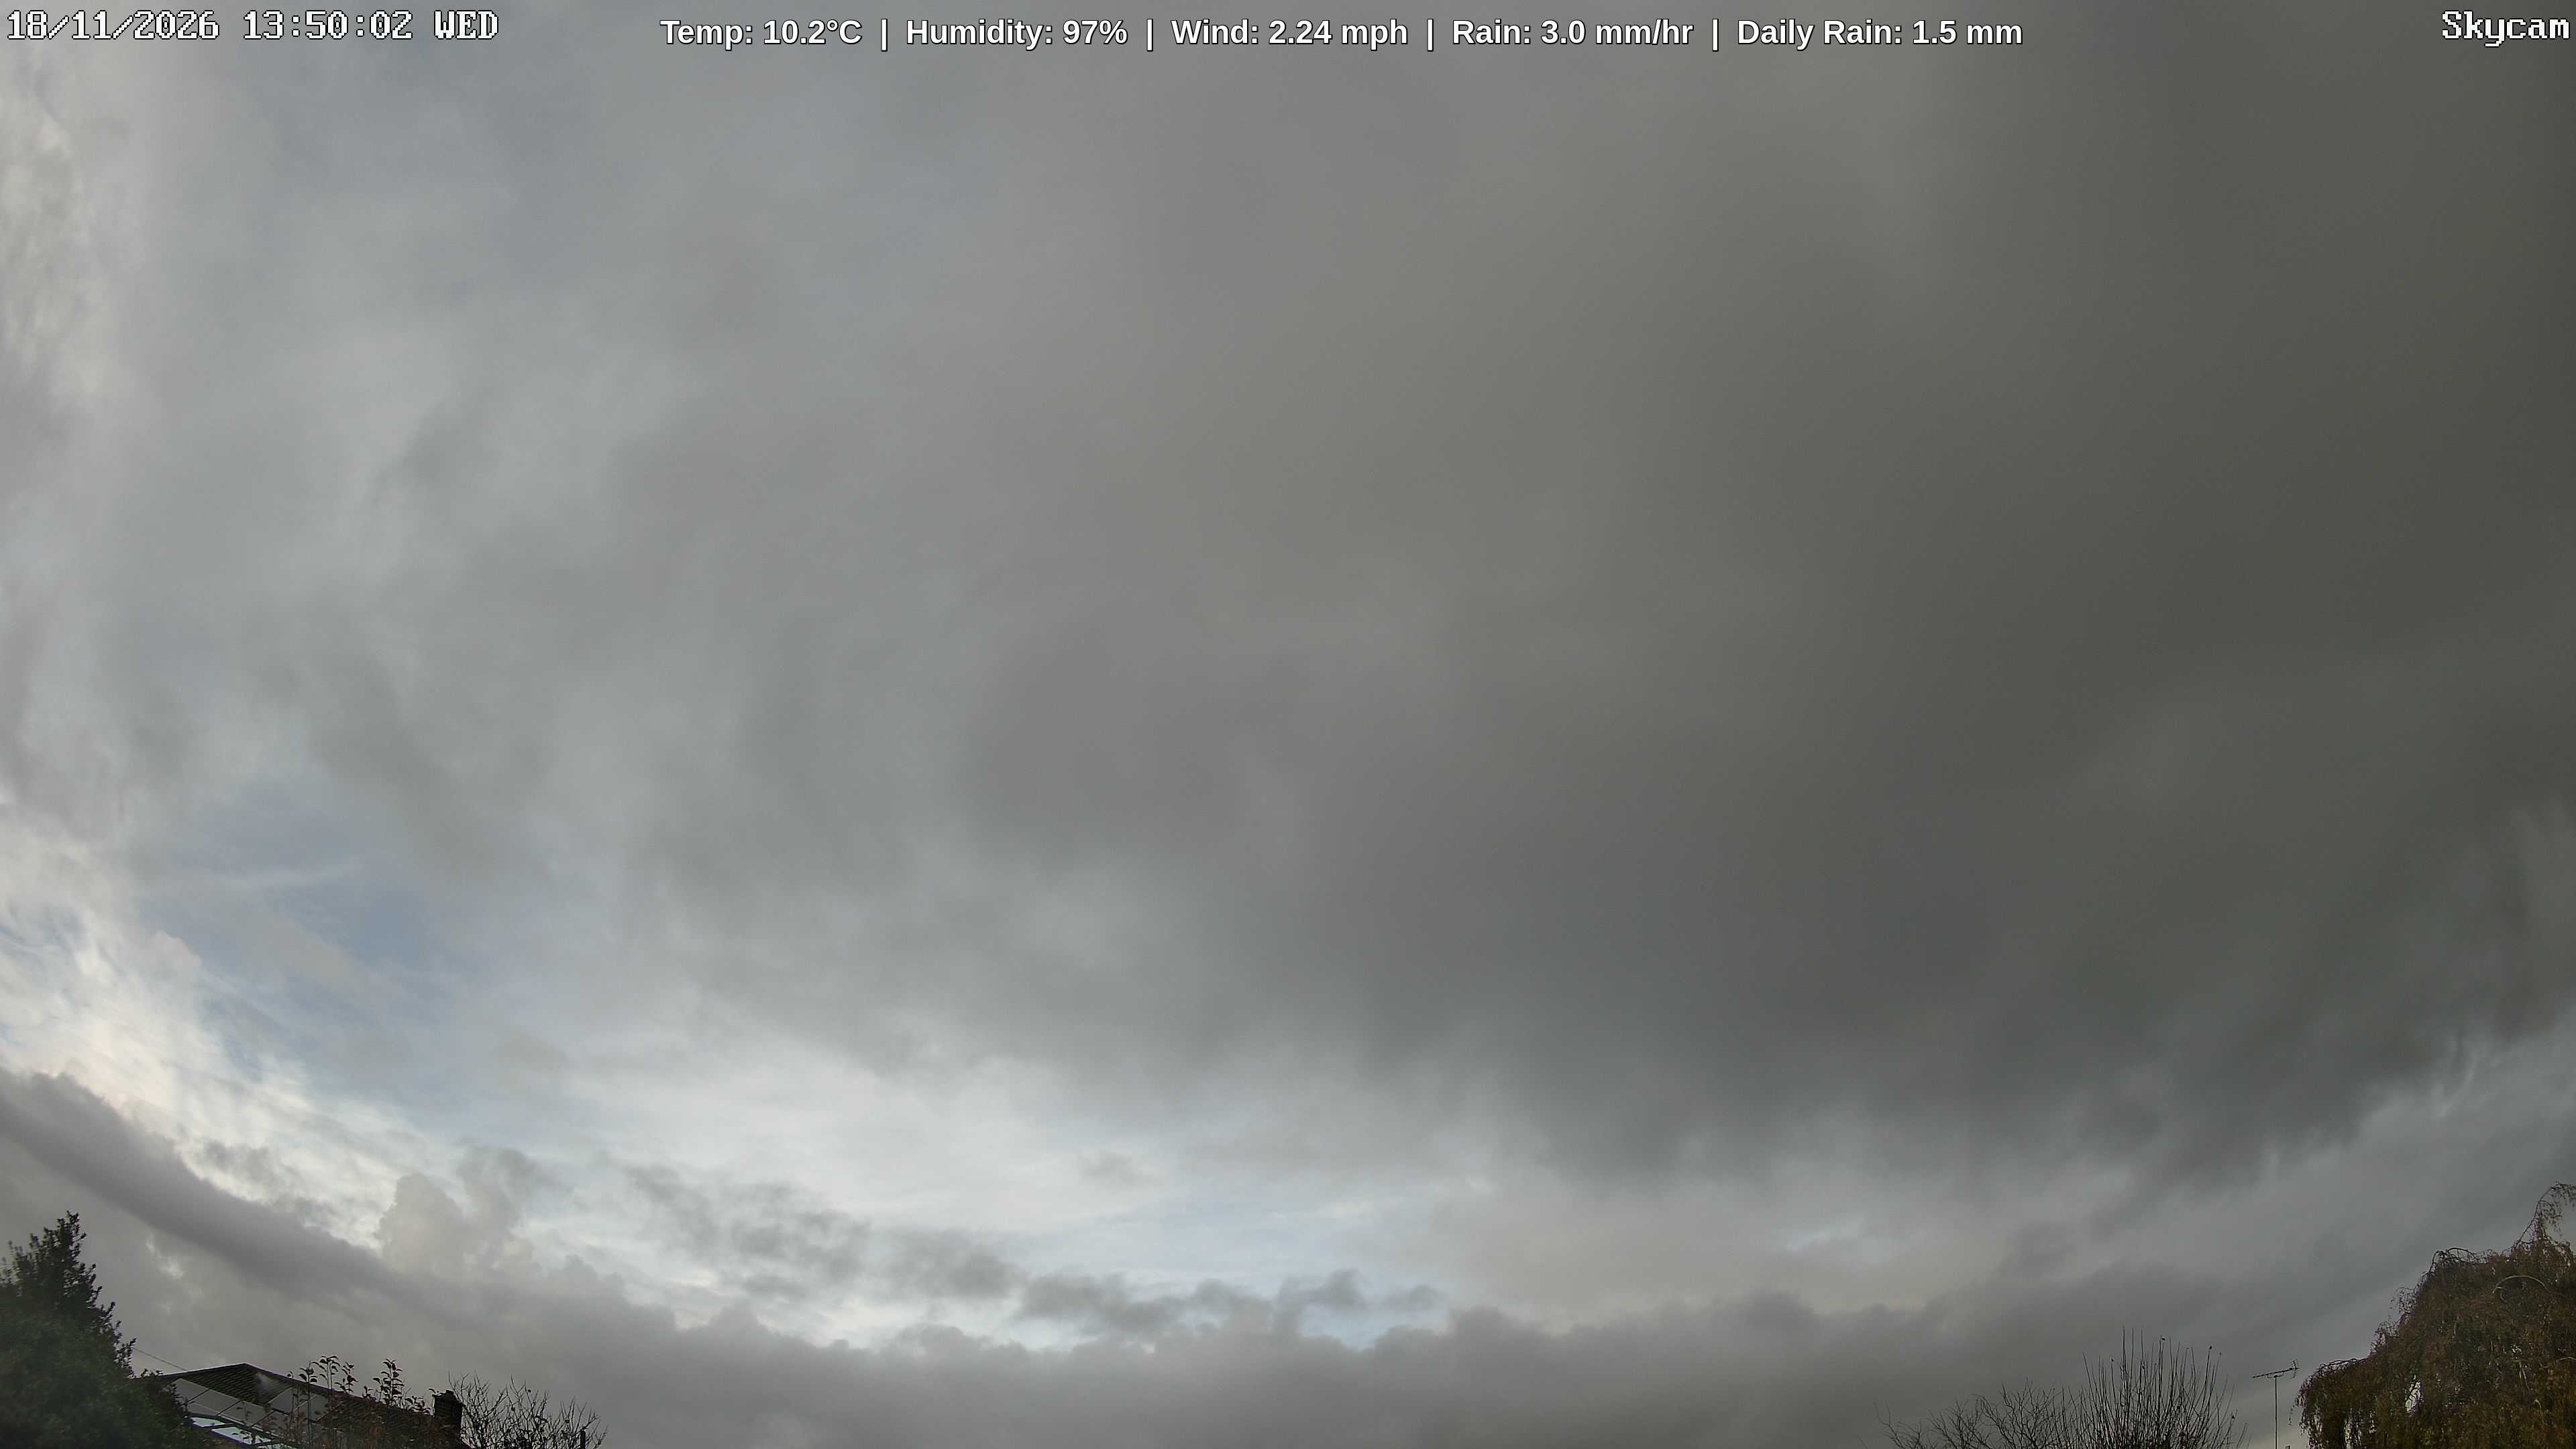 18/11/2026 13:50:02 WED
Temp: 10.2°C | Humidity: 97% | Wind: 2.24 mph | Rain: 3.0 mm/hr | Daily Rain: 1.5 mm
Skycam